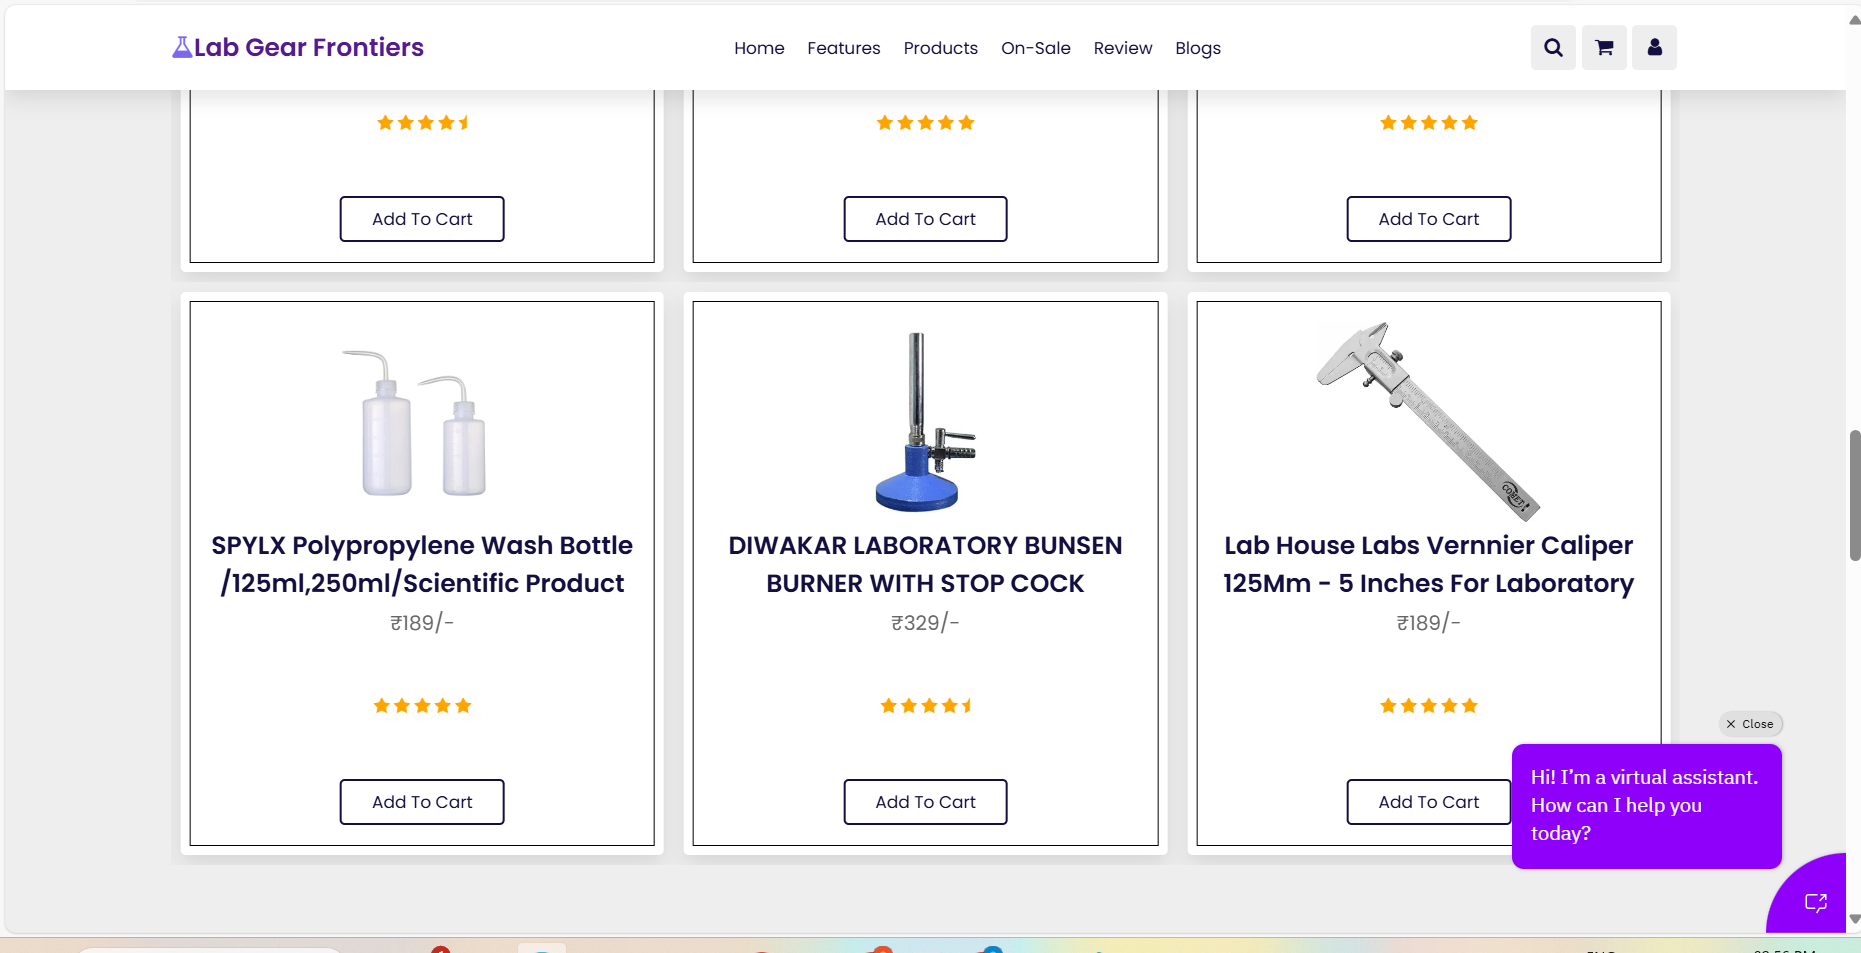 Lab Gear Frontiers
Home Features Products On-Sale Review Blogs
Add To Cart Add To Cart Add To Cart
COMET
SPYLX Polypropylene Wash Bottle
/125ml,250ml/Scientific Product
₹189/-
Add To Cart
DIWAKAR LABORATORY BUNSEN
BURNER WITH STOP COCK
₹329/-
Add To Cart
Lab House Labs Vernnier Caliper
125Mm - 5 Inches For Laboratory
₹189/-
Add To Cart
Close
Hi! I’m a virtual assistant.
How can I help you
today?